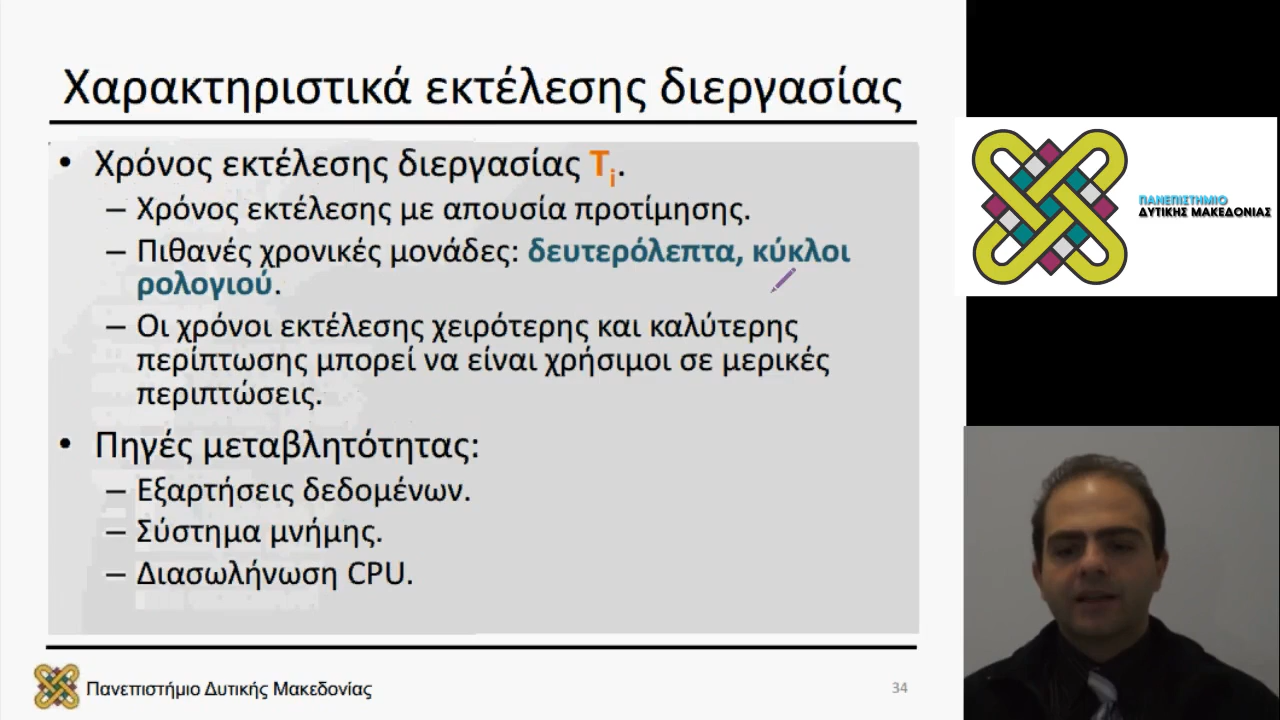 Χαρακτηριστικά εκτέλεσης διεργασίας
• Χρόνος εκτέλεσης διεργασίας Tᵢ.
– Χρόνος εκτέλεσης με απουσία προτίμησης.
– Πιθανές χρονικές μονάδες: δευτερόλεπτα, κύκλοι
ρολογιού.
– Οι χρόνοι εκτέλεσης χειρότερης και καλύτερης
περίπτωσης μπορεί να είναι χρήσιμοι σε μερικές
περιπτώσεις.
• Πηγές μεταβλητότητας:
– Εξαρτήσεις δεδομένων.
– Σύστημα μνήμης.
– Διασωλήνωση CPU.
Πανεπιστήμιο Δυτικής Μακεδονίας
34
ΠΑΝΕΠΙΣΤΗΜΙΟ
ΔΥΤΙΚΗΣ ΜΑΚΕΔΟΝΙΑΣ